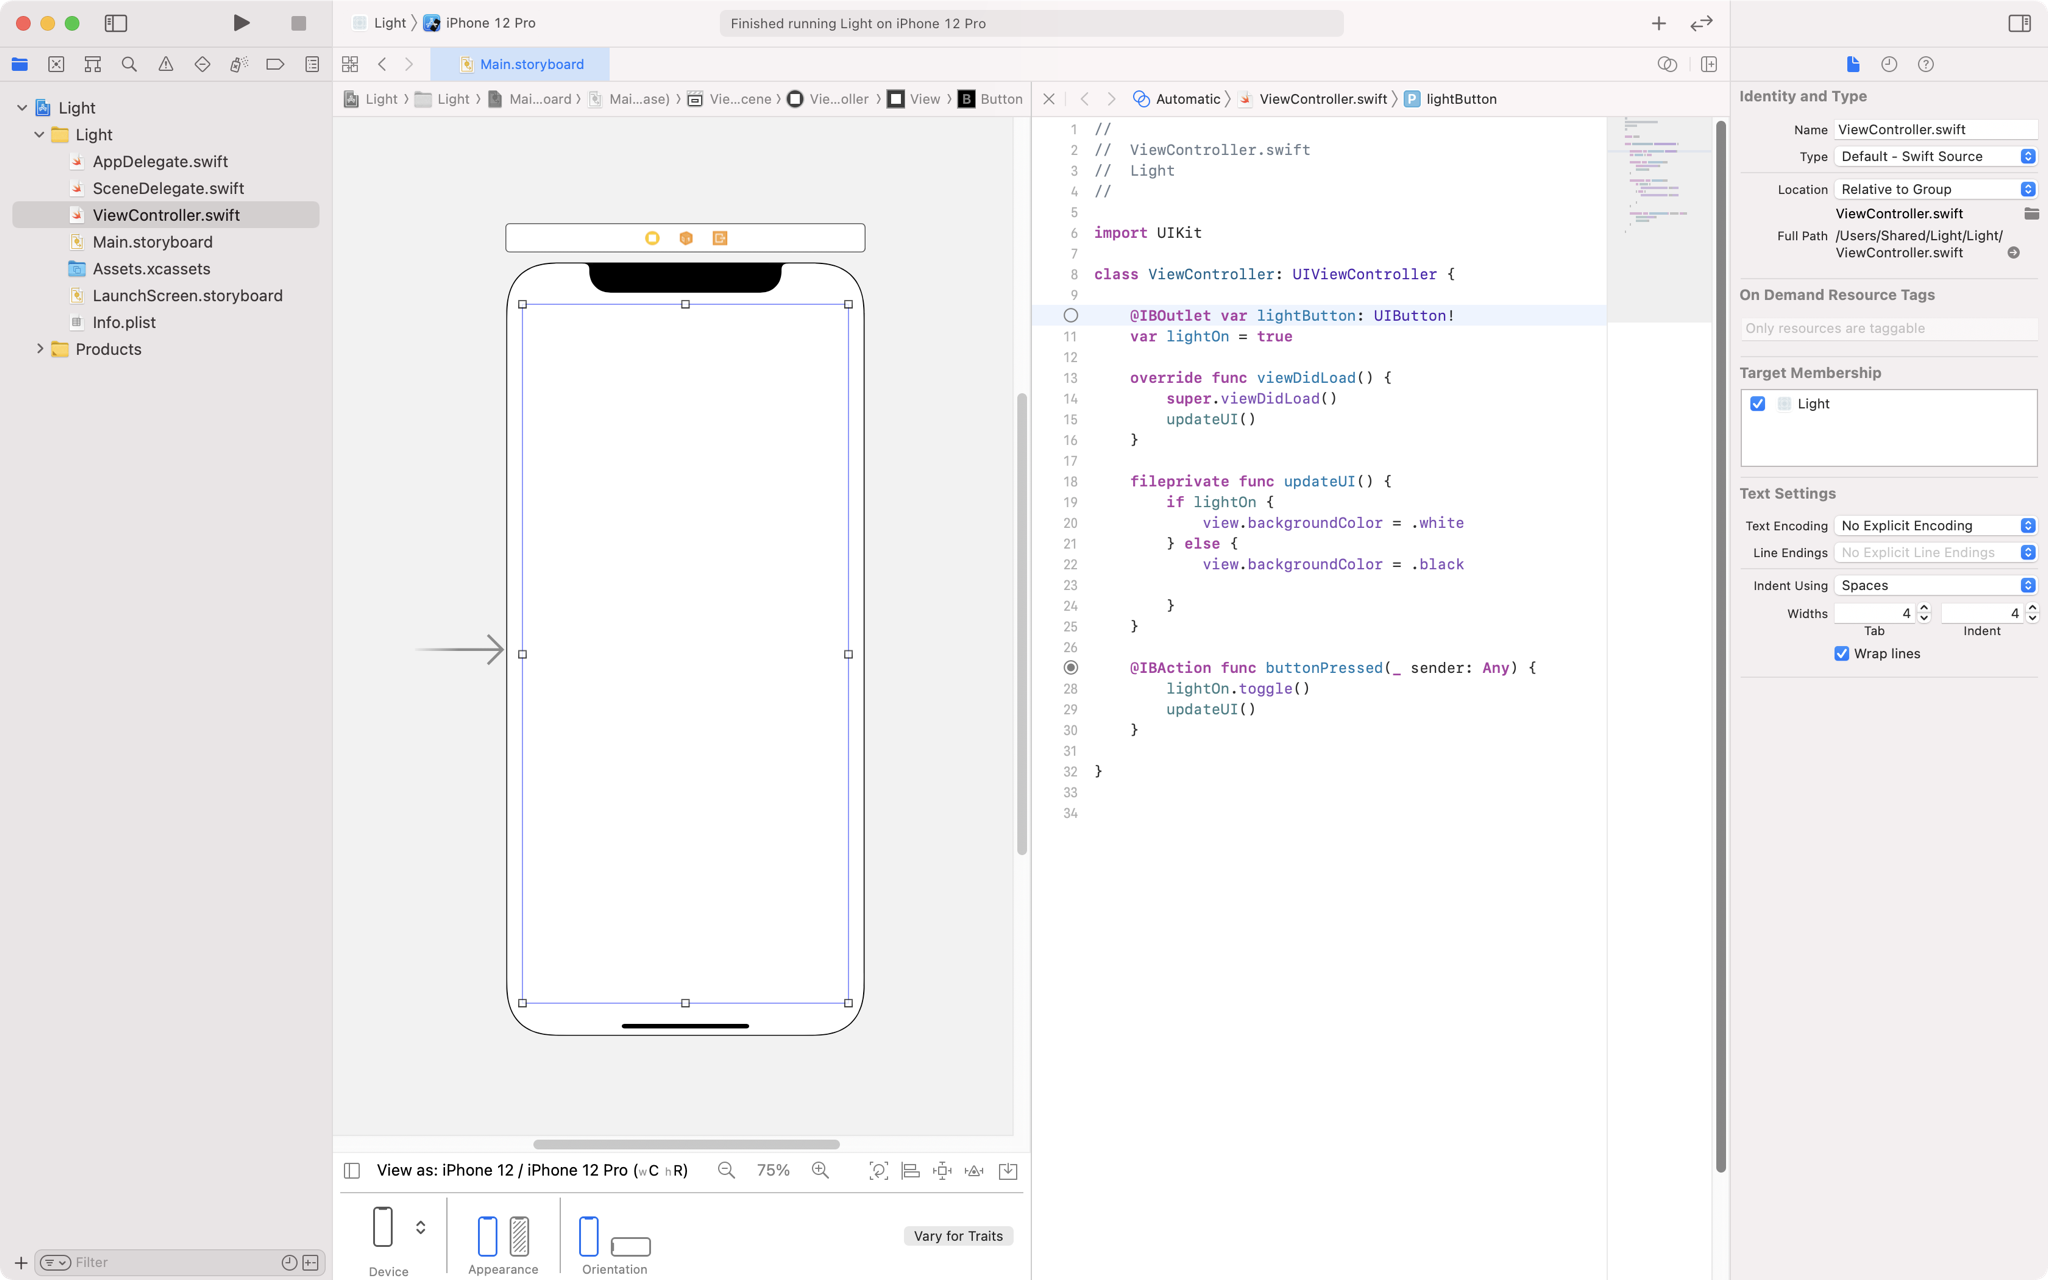 Light 〉 iPhone 12 Pro
Finished running Light on iPhone 12 Pro
Main.storyboard
Light
Light
AppDelegate.swift
SceneDelegate.swift
ViewController.swift
Main.storyboard
Assets.xcassets
LaunchScreen.storyboard
Info.plist
Products
Filter
Light 〉 Light 〉 Mai...oard 〉 Mai...ase) 〉 Vie...cene 〉 Vie...oller 〉 View 〉 B Button
View as: iPhone 12 / iPhone 12 Pro (wC hR)
75%
Device
Appearance
Orientation
Vary for Traits
Automatic 〉 ViewController.swift 〉 P lightButton
1 //
2 //  ViewController.swift
3 //  Light
4 //
5
6 import UIKit
7
8 class ViewController: UIViewController {
9
@IBOutlet var lightButton: UIButton!
11 var lightOn = true
12
13 override func viewDidLoad() {
14 super.viewDidLoad()
15 updateUI()
16 }
17
18 fileprivate func updateUI() {
19 if lightOn {
20 view.backgroundColor = .white
21 } else {
22 view.backgroundColor = .black
23
24 }
25 }
26
@IBAction func buttonPressed(_ sender: Any) {
28 lightOn.toggle()
29 updateUI()
30 }
31
32 }
33
34
Identity and Type
Name ViewController.swift
Type Default - Swift Source
Location Relative to Group
ViewController.swift
Full Path /Users/Shared/Light/Light/
ViewController.swift
On Demand Resource Tags
Only resources are taggable
Target Membership
Light
Text Settings
Text Encoding No Explicit Encoding
Line Endings No Explicit Line Endings
Indent Using Spaces
Widths 4 4
Tab Indent
Wrap lines